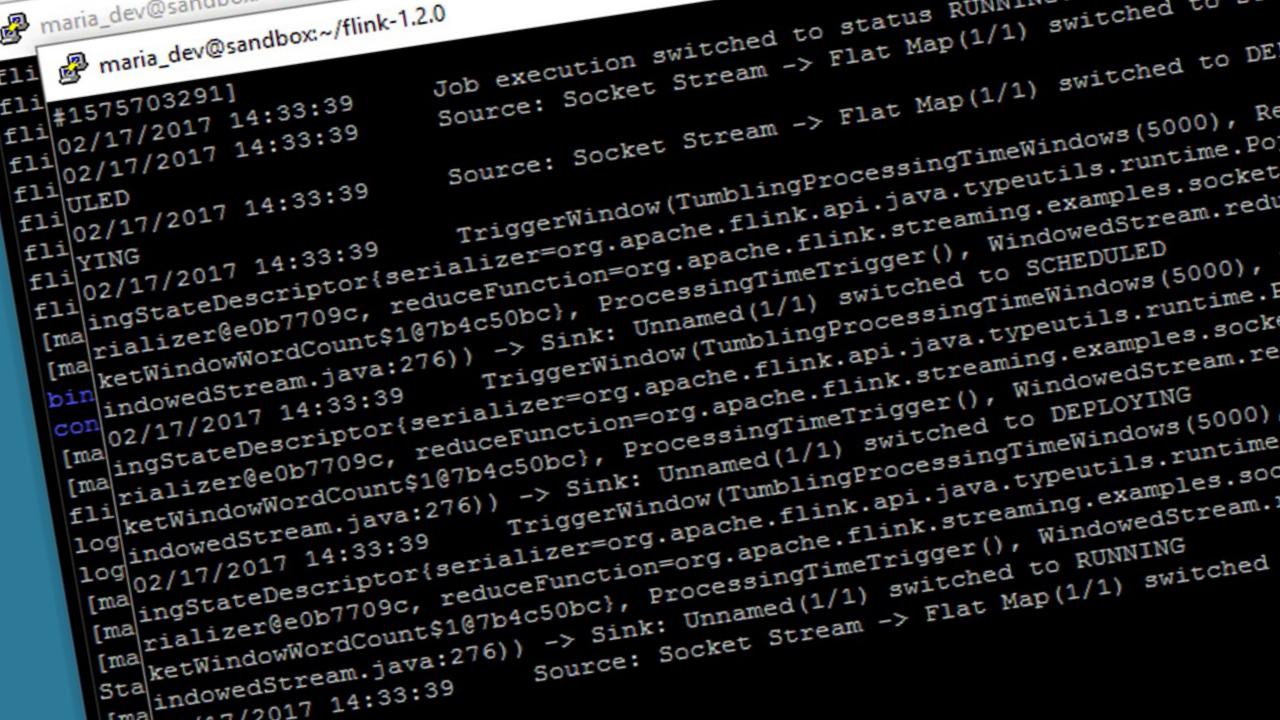 maria_dev@sandbox
maria_dev@sandbox:~/flink-1.2.0
#1575703291]
02/17/2017 14:33:39 Job execution switched to status
02/17/2017 14:33:39 Source: Socket Stream -> Flat Map(1/1) switched to
ULED
02/17/2017 14:33:39 Source: Socket Stream -> Flat Map(1/1) switched to
YING
02/17/2017 14:33:39 TriggerWindow(TumblingProcessingTimeWindows(5000),
ingStateDescriptor{serializer=org.apache.flink.api.java.typeutils.runtime.
rializer@e0b7709c, reduceFunction=org.apache.flink.streaming.examples.socket
ketWindowWordCount$1@7b4c50bc}, ProcessingTimeTrigger(), WindowedStream.redu
indowedStream.java:276)) -> Sink: Unnamed(1/1) switched to SCHEDULED
02/17/2017 14:33:39 TriggerWindow(TumblingProcessingTimeWindows(5000),
ingStateDescriptor{serializer=org.apache.flink.api.java.typeutils.runtime.
rializer@e0b7709c, reduceFunction=org.apache.flink.streaming.examples.socke
ketWindowWordCount$1@7b4c50bc}, ProcessingTimeTrigger(), WindowedStream.re
indowedStream.java:276)) -> Sink: Unnamed(1/1) switched to DEPLOYING
02/17/2017 14:33:39 TriggerWindow(TumblingProcessingTimeWindows(5000)
ingStateDescriptor{serializer=org.apache.flink.api.java.typeutils.runtime
rializer@e0b7709c, reduceFunction=org.apache.flink.streaming.examples.soc
ketWindowWordCount$1@7b4c50bc}, ProcessingTimeTrigger(), WindowedStream.
indowedStream.java:276)) -> Sink: Unnamed(1/1) switched to RUNNING
/17/2017 14:33:39 Source: Socket Stream -> Flat Map(1/1) switched
fli
fli
fli
fli
fli
fli
fli
fli
fli
[ma
[ma
bin
con
[ma
[ma
fli
log
log
[ma
[ma
[ma
Sta
[ma